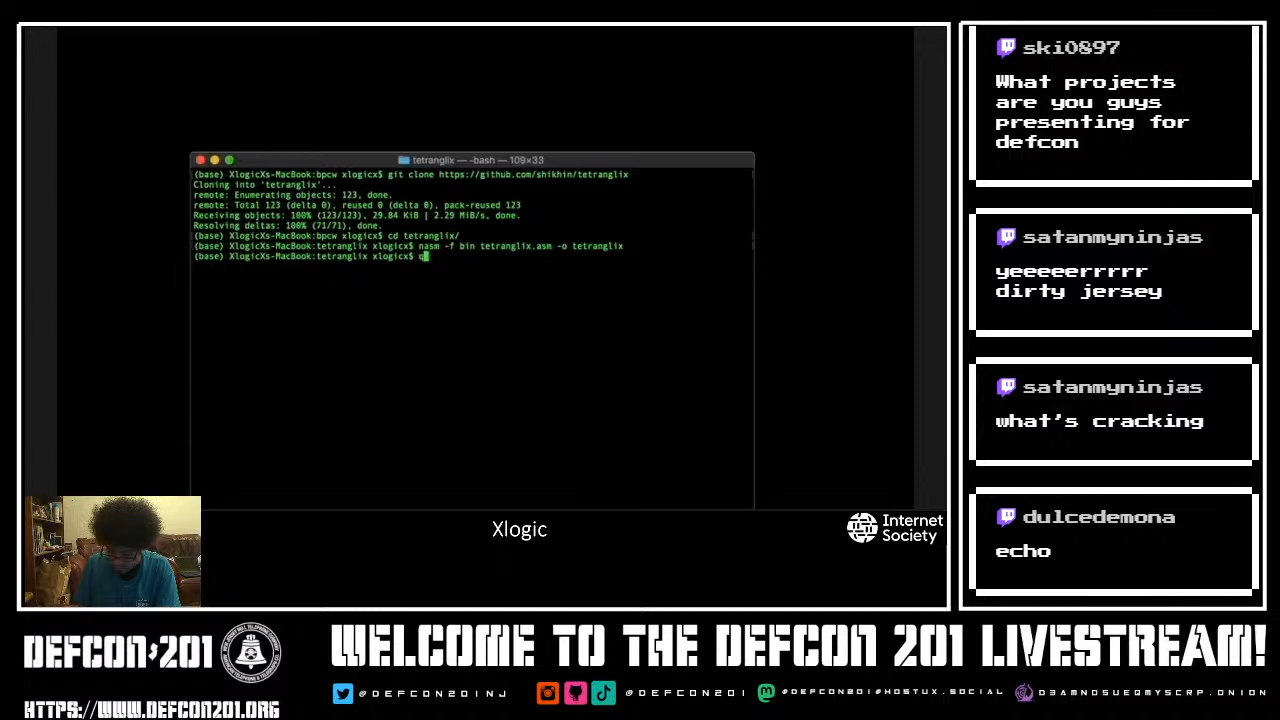 tetranglix — -bash — 109×33
(base) XlogicXs-MacBook:bpcw xlogicx$ git clone https://github.com/shikhin/tetranglix
Cloning into 'tetranglix'...
remote: Enumerating objects: 123, done.
remote: Total 123 (delta 0), reused 0 (delta 0), pack-reused 123
Receiving objects: 100% (123/123), 29.84 KiB | 2.29 MiB/s, done.
Resolving deltas: 100% (71/71), done.
(base) XlogicXs-MacBook:bpcw xlogicx$ cd tetranglix/
(base) XlogicXs-MacBook:tetranglix xlogicx$ nasm -f bin tetranglix.asm -o tetranglix
(base) XlogicXs-MacBook:tetranglix xlogicx$ q
Xlogic
Internet
Society
ski0897
What projects
are you guys
presenting for
defcon
satanmyninjas
yeeeeerrrrr
dirty jersey
satanmyninjas
what's cracking
dulcedemona
echo
DEFCON 201
HTTPS://WWW.DEFCON201.ORG
WELCOME TO THE DEFCON 201 LIVESTREAM!
@DEFCON201NJ
@DEFCON201
@DEFCON201@HOSTUX.SOCIAL
D3AMNDSUEQMYSCRP.ONION